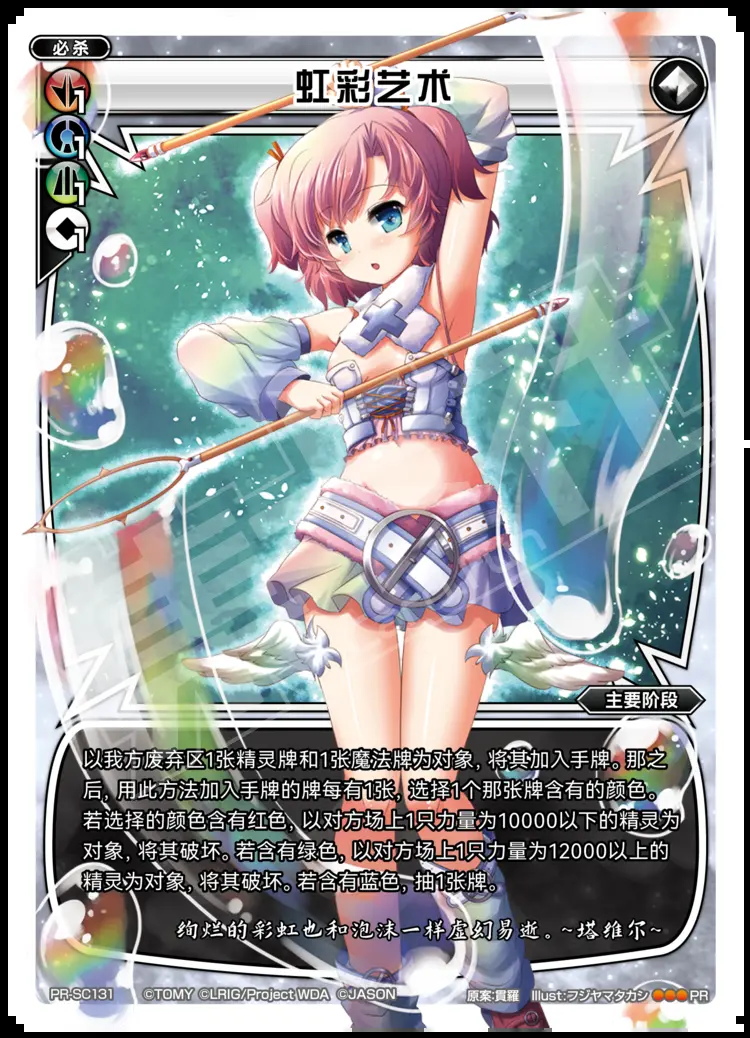 必杀
虹彩艺术
1
1
1
1
主要阶段
以我方废弃区1张精灵牌和1张魔法牌为对象, 将其加入手牌。那之
后, 用此方法加入手牌的牌每有1张, 选择1个那张牌含有的颜色。
若选择的颜色含有红色, 以对方场上1只力量为10000以下的精灵为
对象, 将其破坏。若含有绿色, 以对方场上1只力量为12000以上的
精灵为对象, 将其破坏。若含有蓝色, 抽1张牌。
绚烂的彩虹也和泡沫一样虚幻易逝。~塔维尔~
PR-SC131 ©TOMY ©LRIG/Project WDA ©JASON 原案:貫羅 Illust:フジヤマタカシ PR